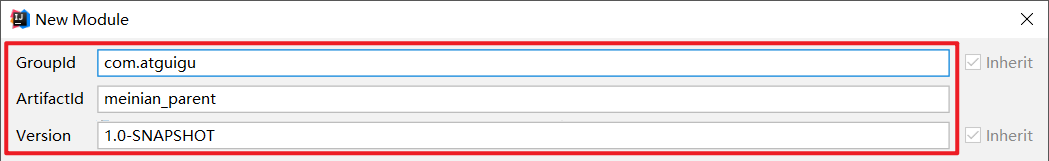 New Module
GroupId com.atguigu Inherit
ArtifactId meinian_parent
Version 1.0-SNAPSHOT Inherit